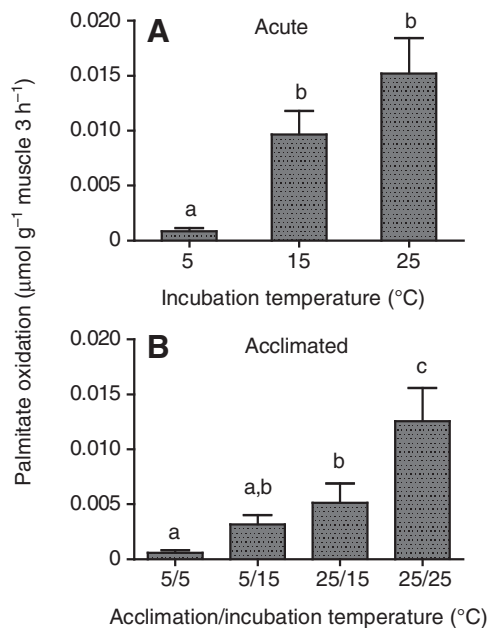 A
Acute
0.020
0.015
0.010
0.005
0
a
b
b
5
15
25
Incubation temperature (°C)
Palmitate oxidation (μmol g⁻¹ muscle 3 h⁻¹)
B
Acclimated
0.020
0.015
0.010
0.005
0
a
a,b
b
c
5/5
5/15
25/15
25/25
Acclimation/incubation temperature (°C)